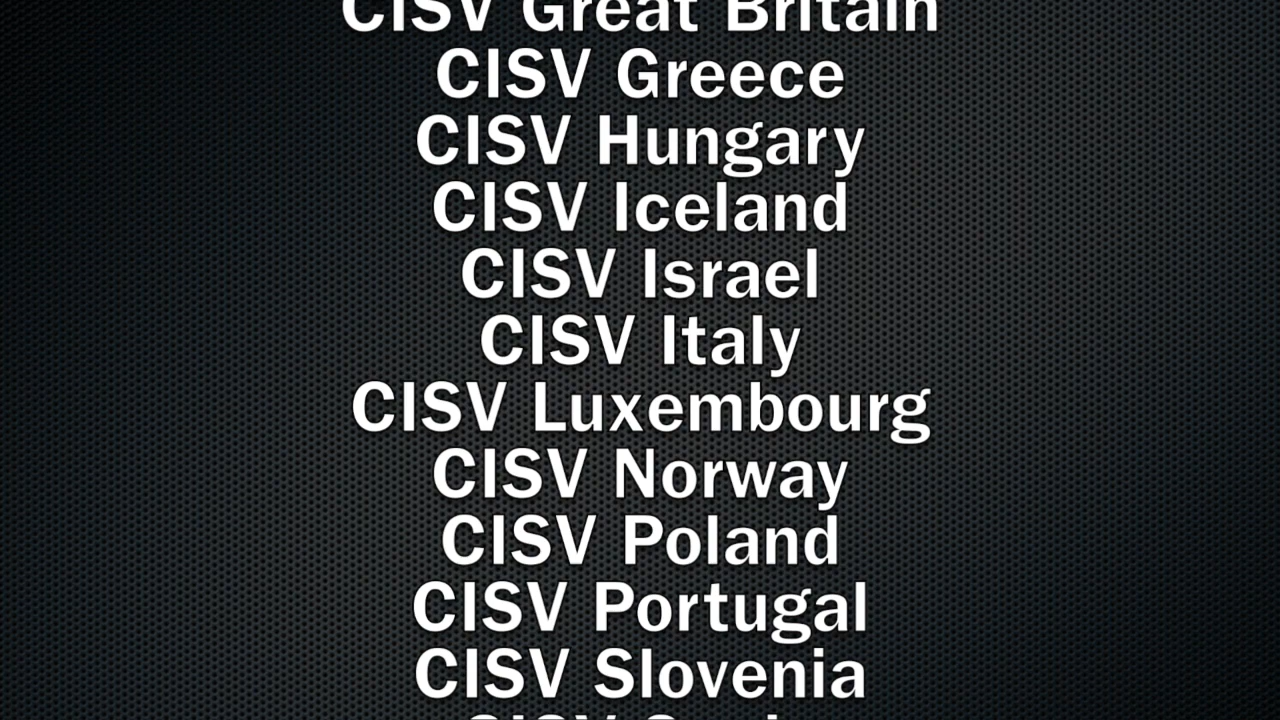 CISV Great Britain
CISV Greece
CISV Hungary
CISV Iceland
CISV Israel
CISV Italy
CISV Luxembourg
CISV Norway
CISV Poland
CISV Portugal
CISV Slovenia
CISV